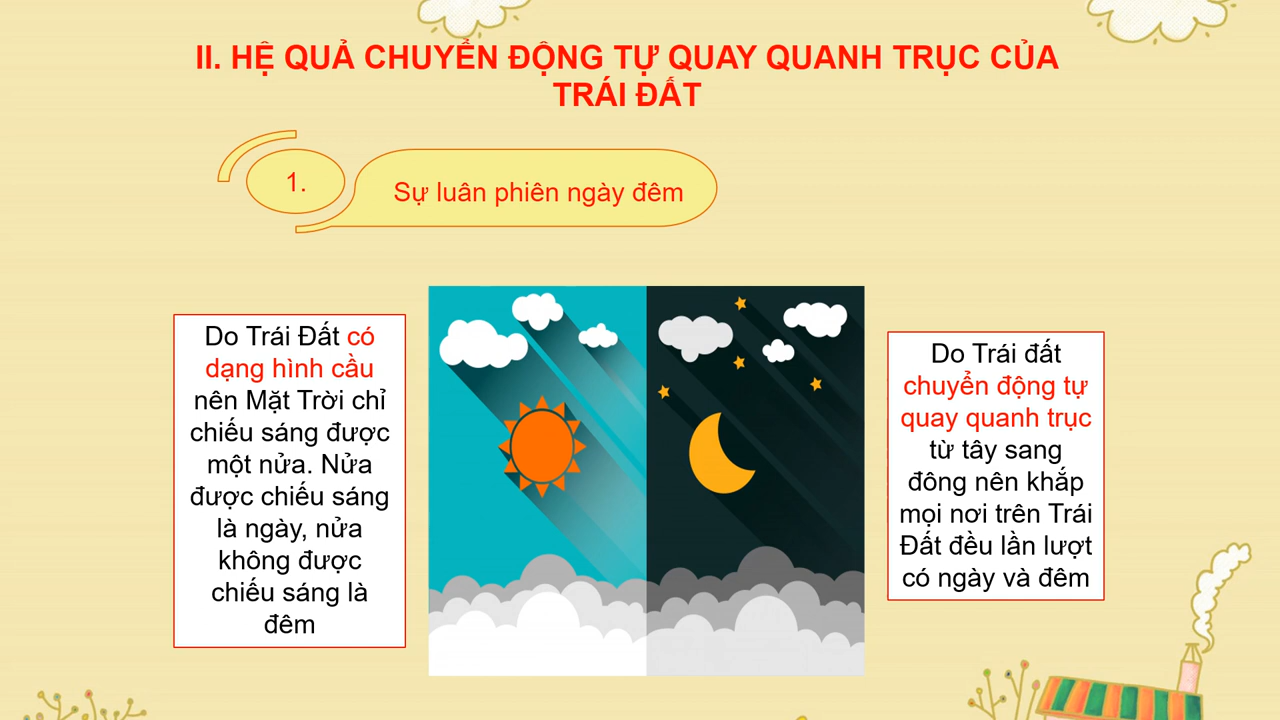 II. HỆ QUẢ CHUYỂN ĐỘNG TỰ QUAY QUANH TRỤC CỦA
TRÁI ĐẤT
1.
Sự luân phiên ngày đêm
Do Trái Đất có
dạng hình cầu
nên Mặt Trời chỉ
chiếu sáng được
một nửa. Nửa
được chiếu sáng
là ngày, nửa
không được
chiếu sáng là
đêm
Do Trái đất
chuyển động tự
quay quanh trục
từ tây sang
đông nên khắp
mọi nơi trên Trái
Đất đều lần lượt
có ngày và đêm